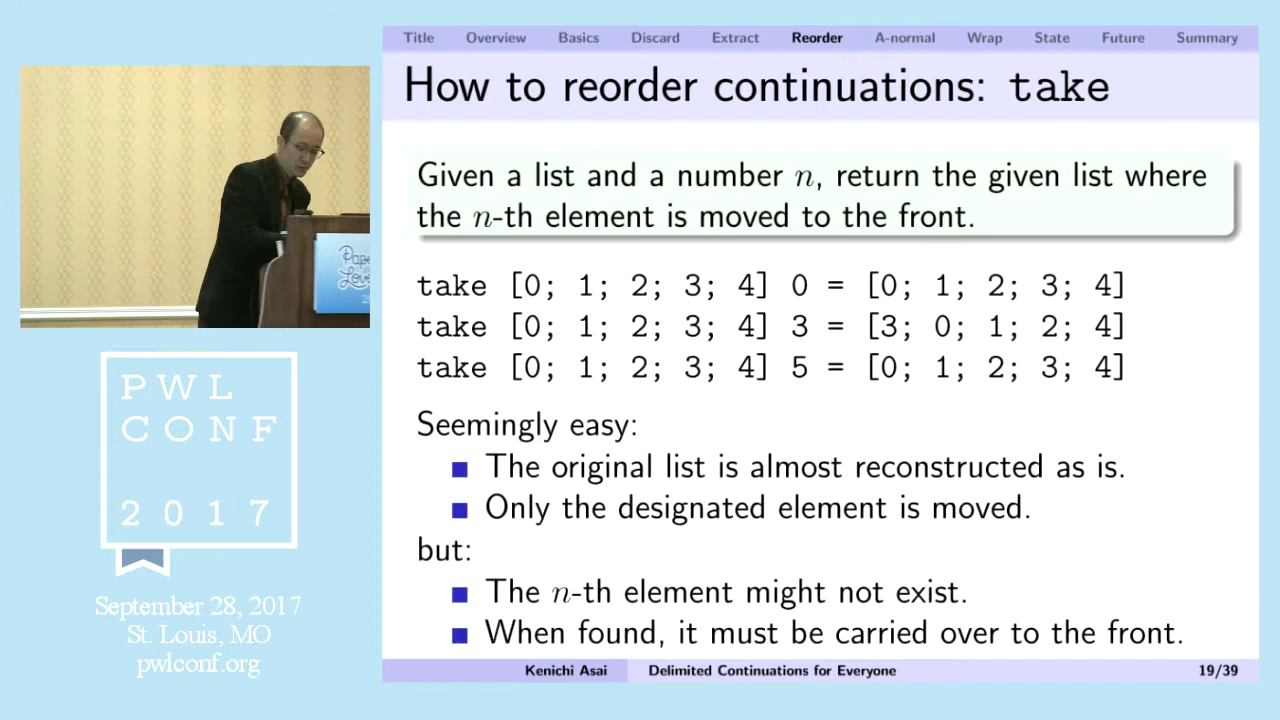 Title Overview Basics Discard Extract Reorder A-normal Wrap State Future Summary
How to reorder continuations: take
Given a list and a number n, return the given list where
the n-th element is moved to the front.
take [0; 1; 2; 3; 4] 0 = [0; 1; 2; 3; 4]
take [0; 1; 2; 3; 4] 3 = [3; 0; 1; 2; 4]
take [0; 1; 2; 3; 4] 5 = [0; 1; 2; 3; 4]
Seemingly easy:
The original list is almost reconstructed as is.
Only the designated element is moved.
but:
The n-th element might not exist.
When found, it must be carried over to the front.
Kenichi Asai Delimited Continuations for Everyone 19/39
PWL
CONF
2017
September 28, 2017
St. Louis, MO
pwlconf.org